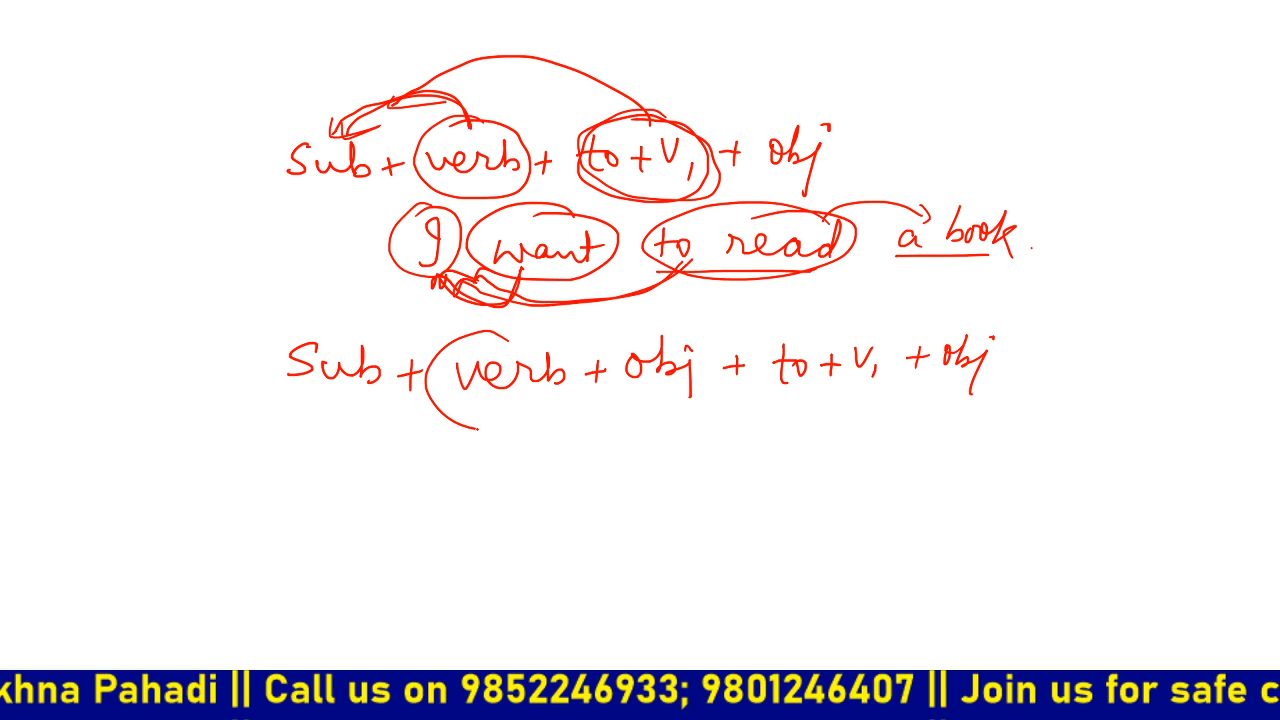 Sub + verb + to + V₁ + obj
I want to read a book.
Sub + verb + obj + to + V₁ + obj
khna Pahadi || Call us on 9852246933; 9801246407 || Join us for safe c